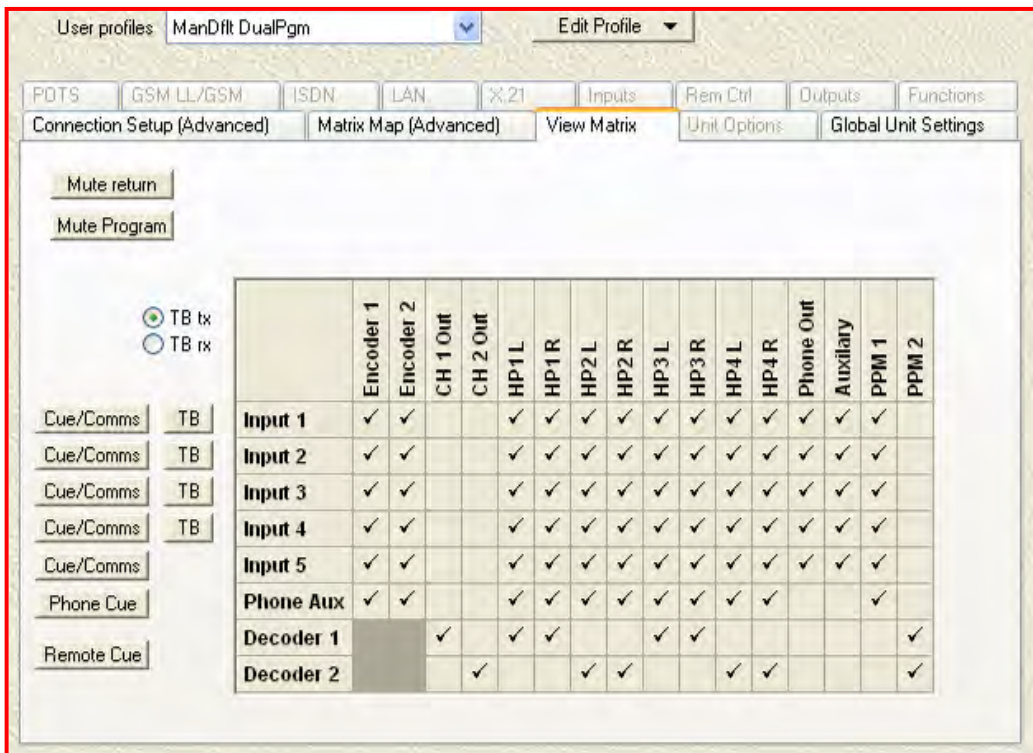 User profiles ManDflt DualPgm Edit Profile
POTS GSM LL/GSM ISDN LAN X.21 Inputs Rem Ctrl Outputs Functions
Connection Setup (Advanced) Matrix Map (Advanced) View Matrix Unit Options Global Unit Settings
Mute return
Mute Program
TB tx
TB rx
Encoder 1 Encoder 2 CH 1 Out CH 2 Out HP1 L HP1 R HP2 L HP2 R HP3 L HP3 R HP4 L HP4 R Phone Out Auxilary PPM 1 PPM 2
Cue/Comms TB Input 1 ✓ ✓ ✓ ✓ ✓ ✓ ✓ ✓ ✓ ✓ ✓ ✓ ✓
Cue/Comms TB Input 2 ✓ ✓ ✓ ✓ ✓ ✓ ✓ ✓ ✓ ✓ ✓ ✓ ✓
Cue/Comms TB Input 3 ✓ ✓ ✓ ✓ ✓ ✓ ✓ ✓ ✓ ✓ ✓ ✓ ✓
Cue/Comms TB Input 4 ✓ ✓ ✓ ✓ ✓ ✓ ✓ ✓ ✓ ✓ ✓ ✓ ✓
Cue/Comms Input 5 ✓ ✓ ✓ ✓ ✓ ✓ ✓ ✓ ✓ ✓ ✓ ✓ ✓
Phone Cue Phone Aux ✓ ✓ ✓ ✓ ✓ ✓ ✓ ✓ ✓ ✓ ✓
Decoder 1 ✓ ✓ ✓ ✓ ✓ ✓
Remote Cue
Decoder 2 ✓ ✓ ✓ ✓ ✓ ✓